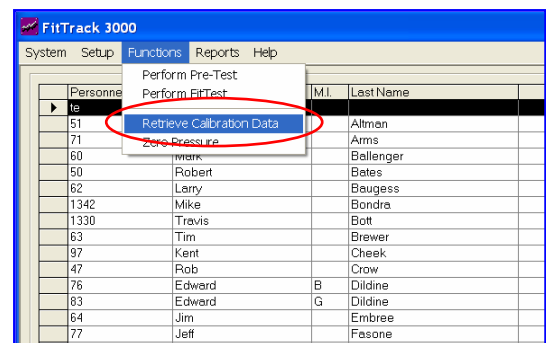 FitTrack 3000
System Setup Functions Reports Help
Perform Pre-Test
Personne Perform FitTest M.I. Last Name
te
51 Retrieve Calibration Data Altman
71 Zero Pressure Arms
60 Mark Ballenger
50 Robert Bates
62 Larry Baugess
1342 Mike Bondra
1330 Travis Bott
63 Tim Brewer
97 Kent Cheek
47 Rob Crow
76 Edward B Dildine
83 Edward G Dildine
64 Jim Embree
77 Jeff Fasone